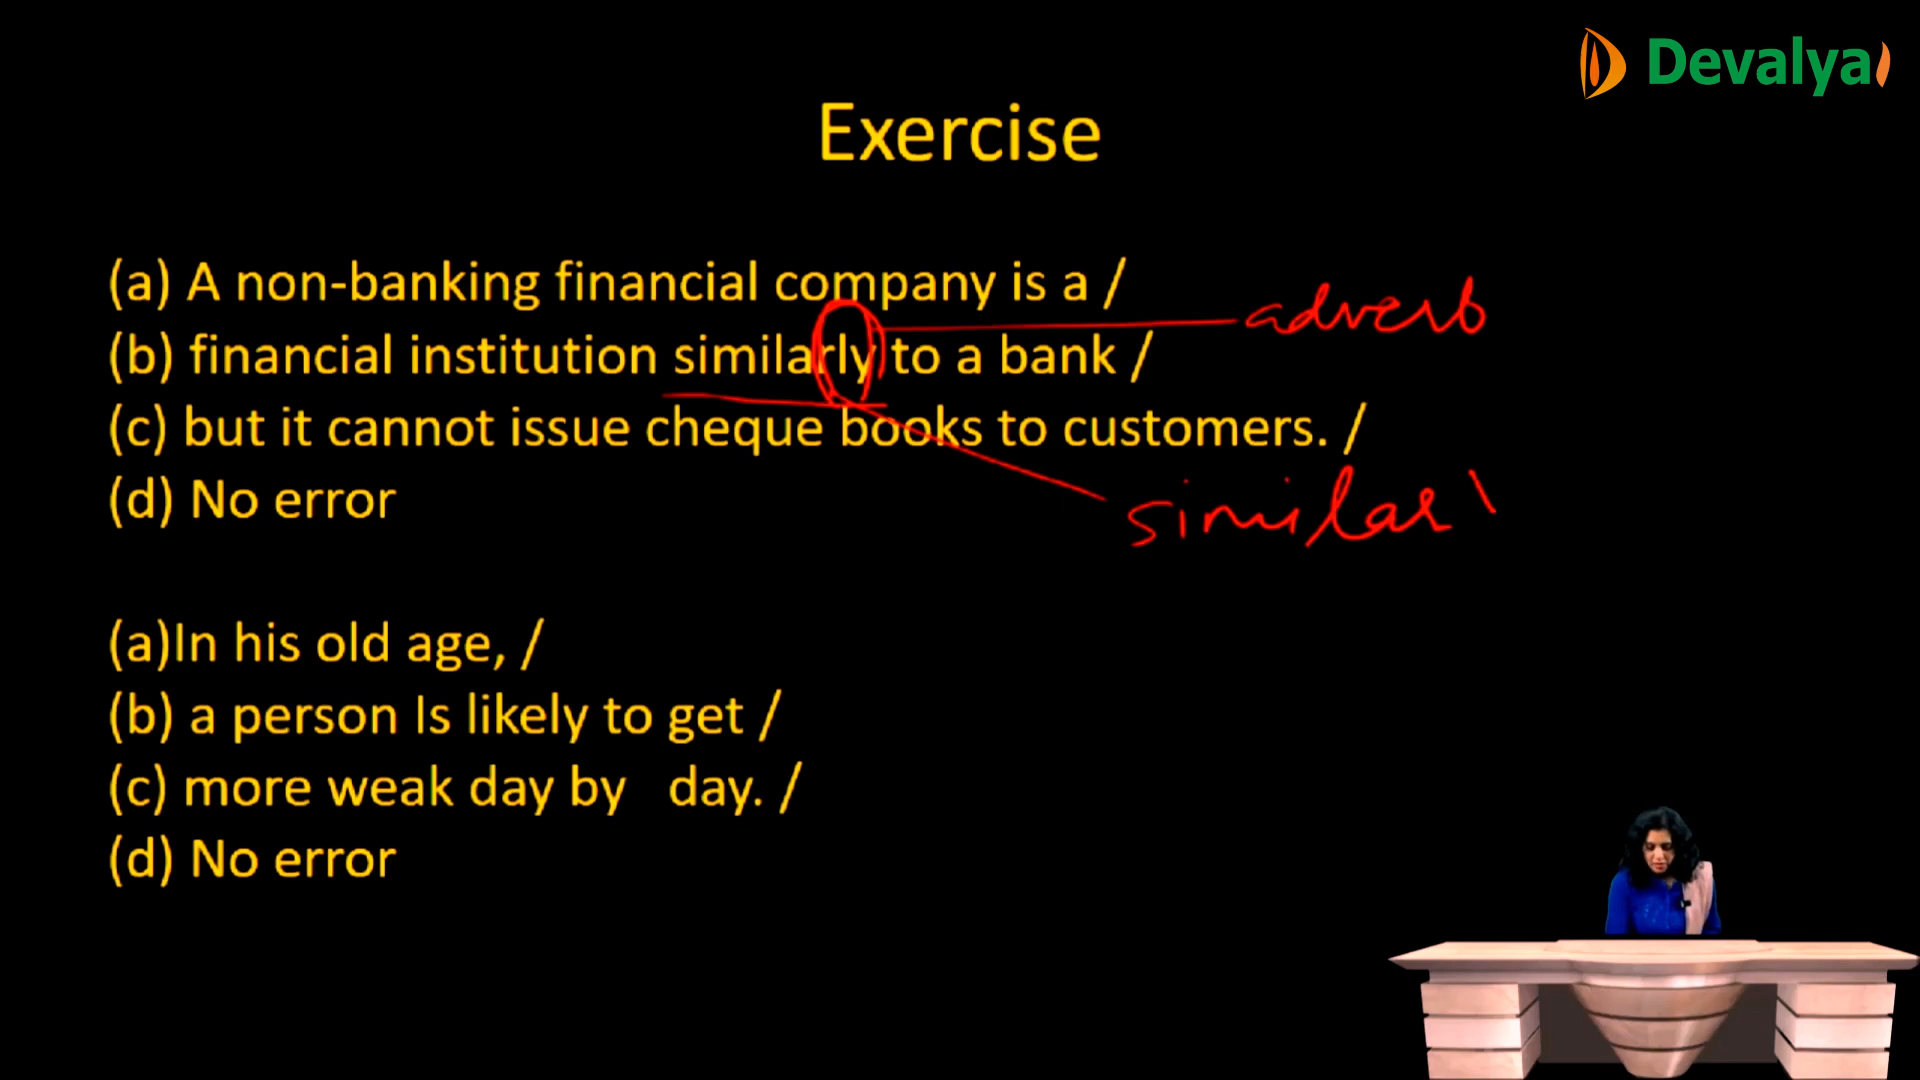 Devalya
Exercise
(a) A non-banking financial company is a /
adverb
(b) financial institution similarly to a bank /
(c) but it cannot issue cheque books to customers. /
similar
(d) No error
(a)In his old age, /
(b) a person Is likely to get /
(c) more weak day by day. /
(d) No error